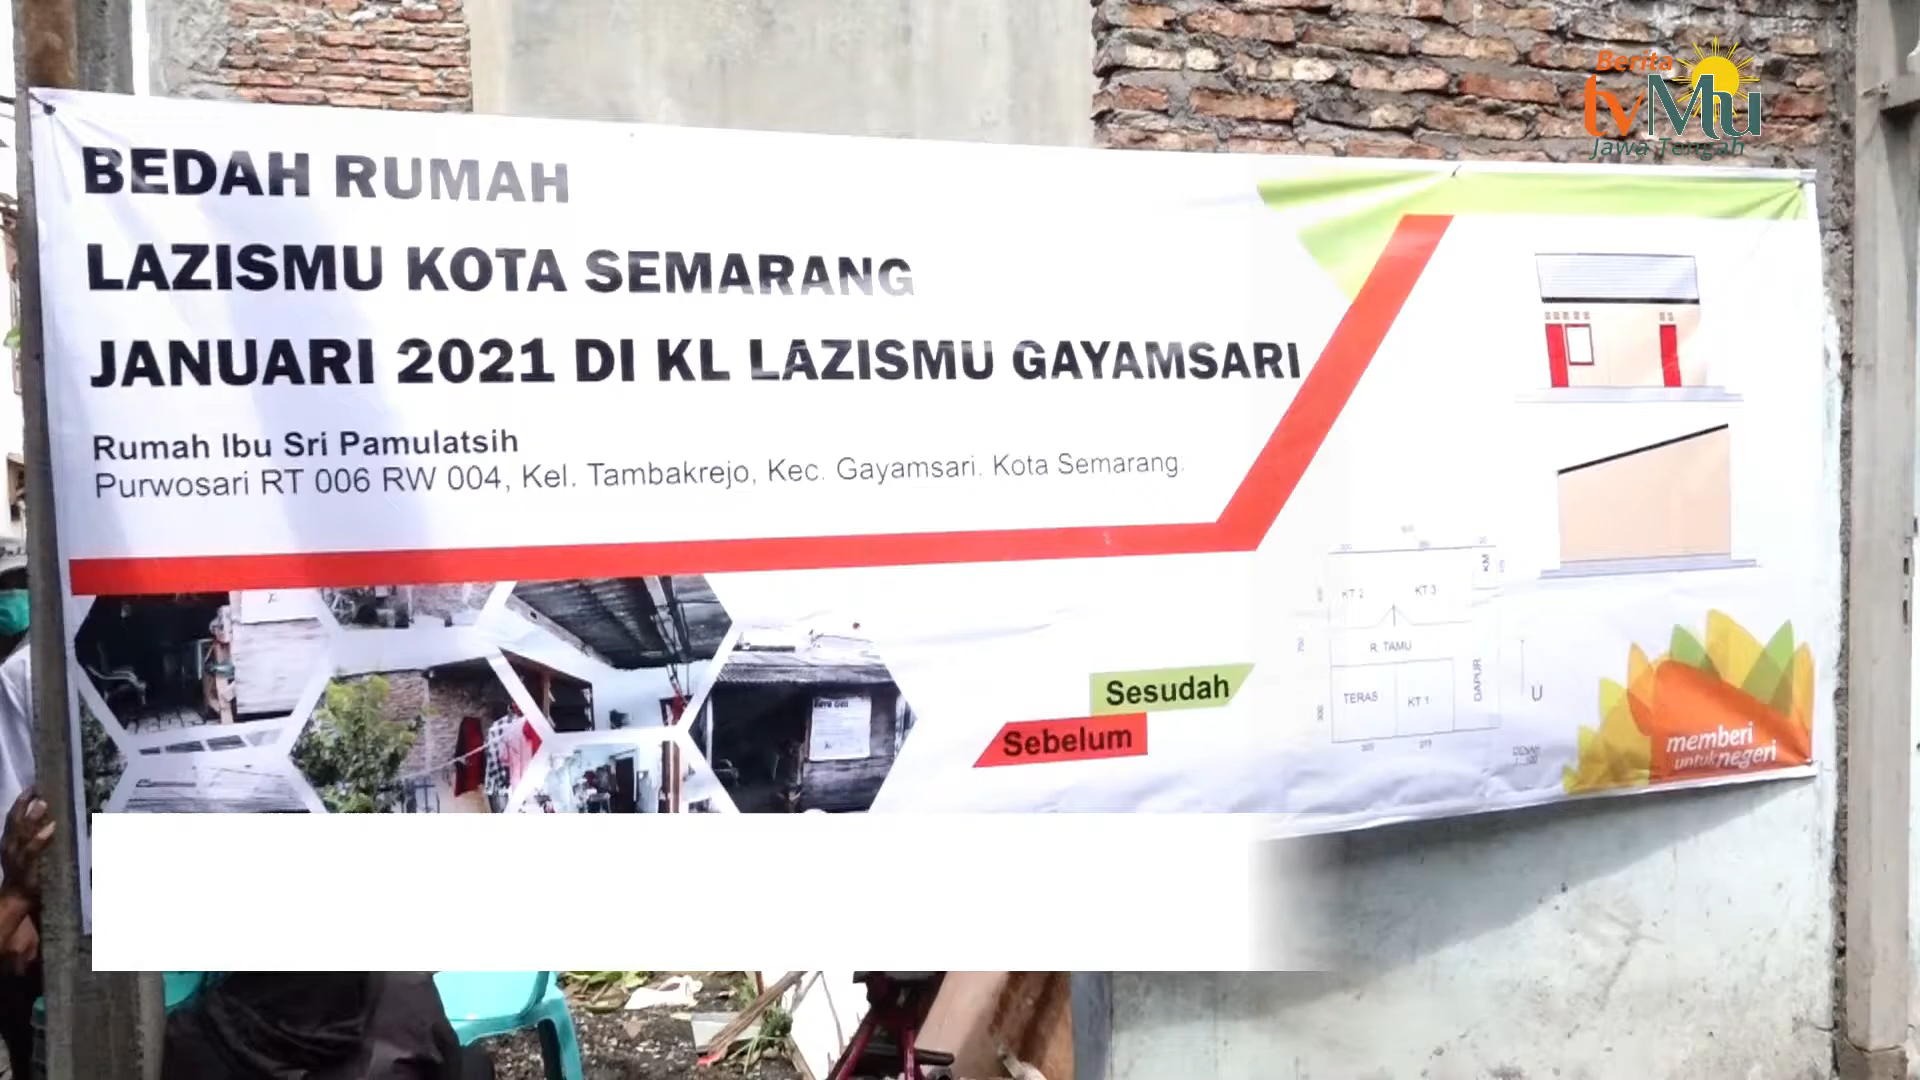 Berita
tvMu
Jawa Tengah
BEDAH RUMAH
LAZISMU KOTA SEMARANG
JANUARI 2021 DI KL LAZISMU GAYAMSARI
Rumah Ibu Sri Pamulatsih
Purwosari RT 006 RW 004, Kel. Tambakrejo, Kec. Gayamsari. Kota Semarang.
Sesudah
Sebelum
KM
KT 2
KT 3
R. TAMU
TERAS
KT 1
DAPUR
U
memberi
untuk negeri